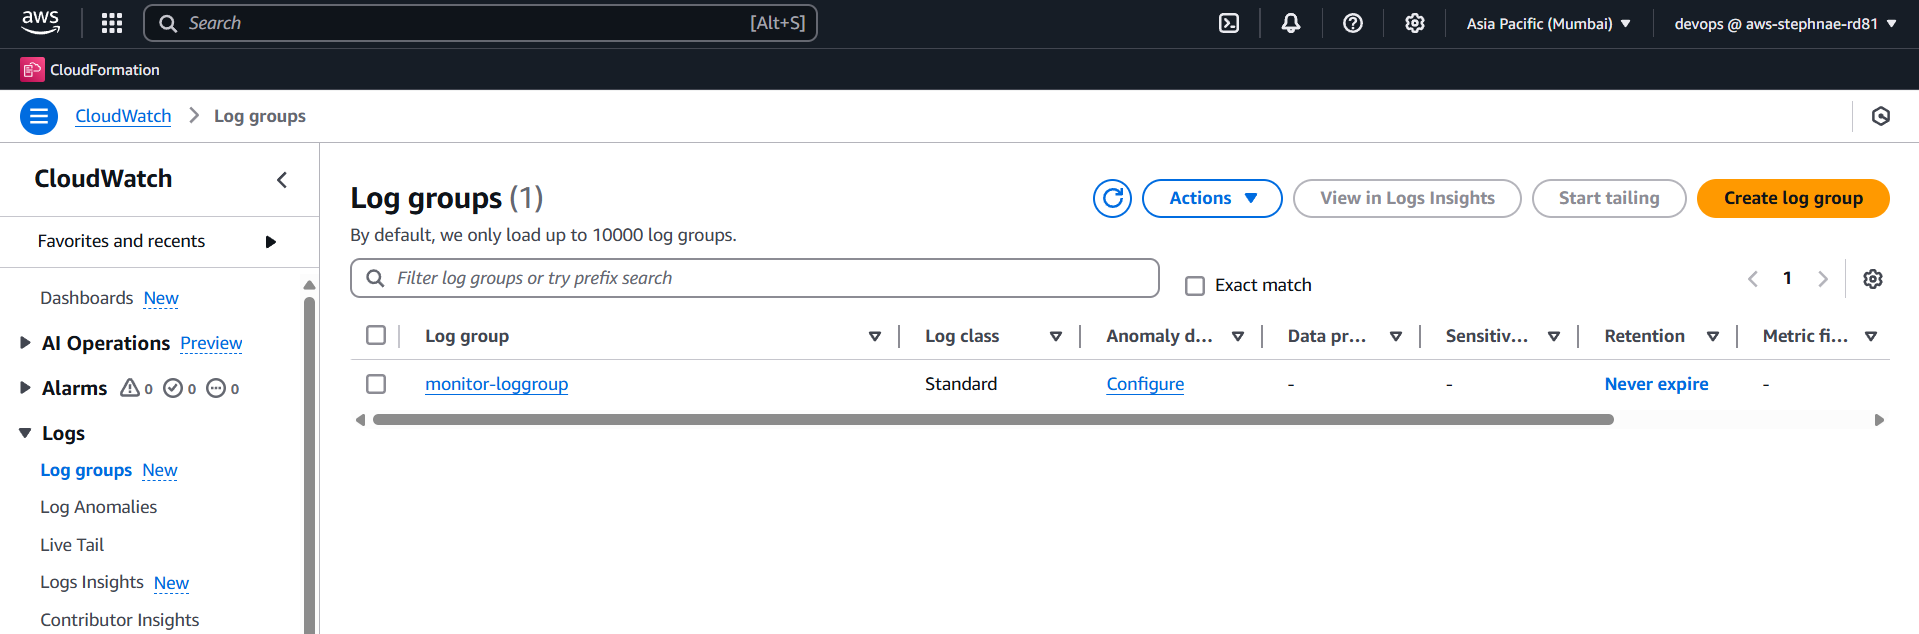 aws
Search [Alt+S]
Asia Pacific (Mumbai)
devops @ aws-stephnae-rd81
CloudFormation
CloudWatch
Log groups
CloudWatch
Favorites and recents
Dashboards New
AI Operations Preview
Alarms 0 0 0
Logs
Log groups New
Log Anomalies
Live Tail
Logs Insights New
Contributor Insights
Log groups (1)
Actions
View in Logs Insights
Start tailing
Create log group
By default, we only load up to 10000 log groups.
Filter log groups or try prefix search
Exact match
1
Log group Log class Anomaly d... Data pr... Sensitiv... Retention Metric fi...
monitor-loggroup Standard Configure - - Never expire -